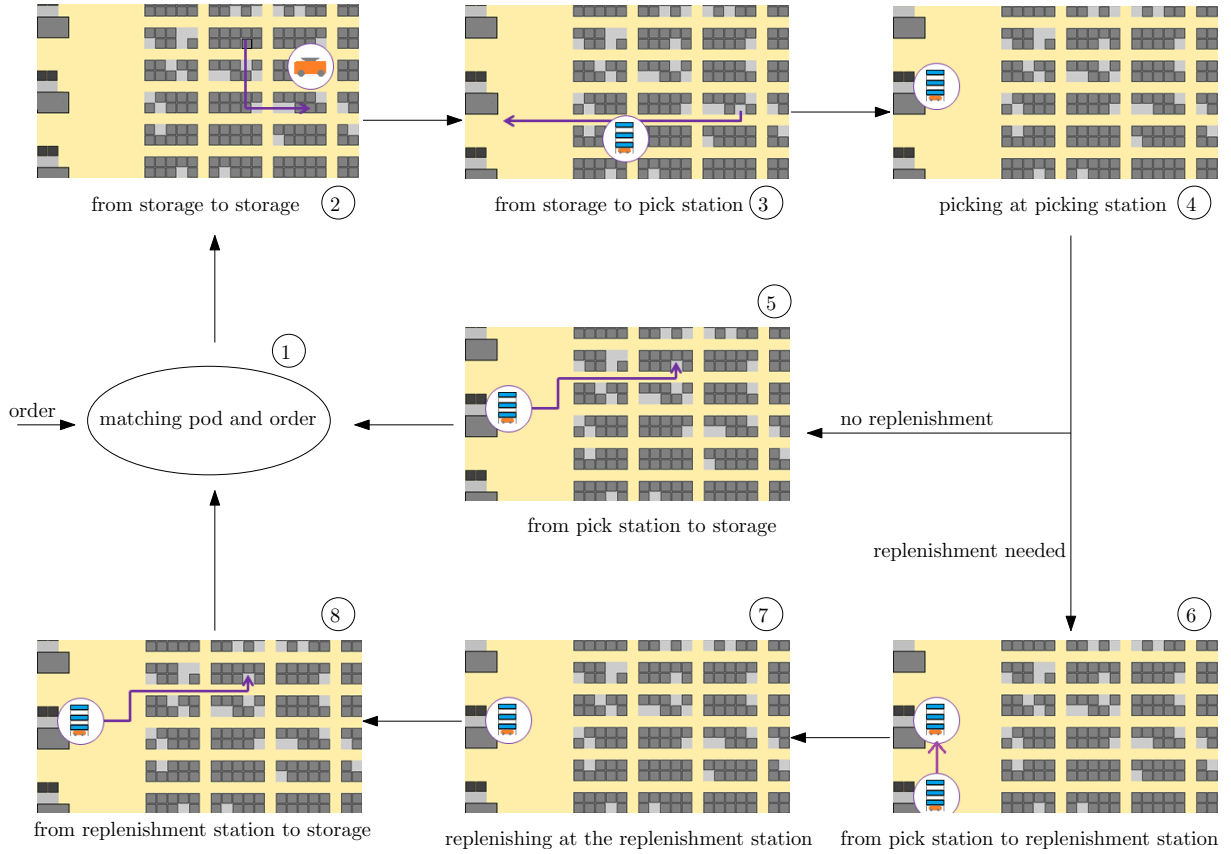 from storage to storage
2
from storage to pick station
3
picking at picking station
4
5
1
order
matching pod and order
no replenishment
from pick station to storage
replenishment needed
8
7
6
from replenishment station to storage
replenishing at the replenishment station
from pick station to replenishment station